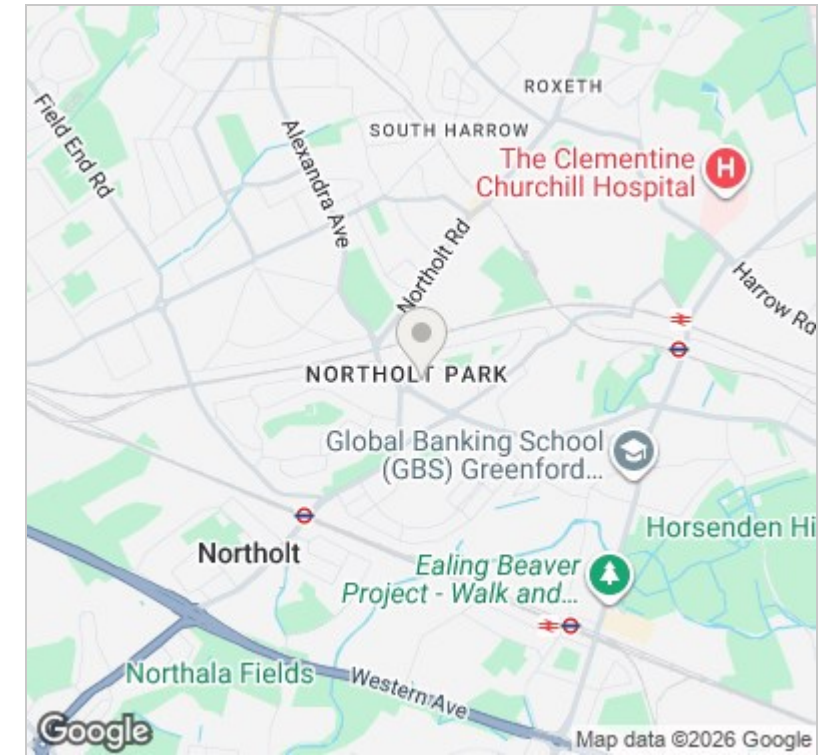 ROXETH
SOUTH HARROW
Field End Rd
Alexandra Ave
The Clementine
Churchill Hospital
H
Northolt Rd
Harrow Rd
NORTHOLT PARK
Global Banking School
(GBS) Greenford...
Horsenden Hi
Northolt
Ealing Beaver
Project - Walk and...
Northala Fields
Western Ave
Google
Map data ©2026 Google